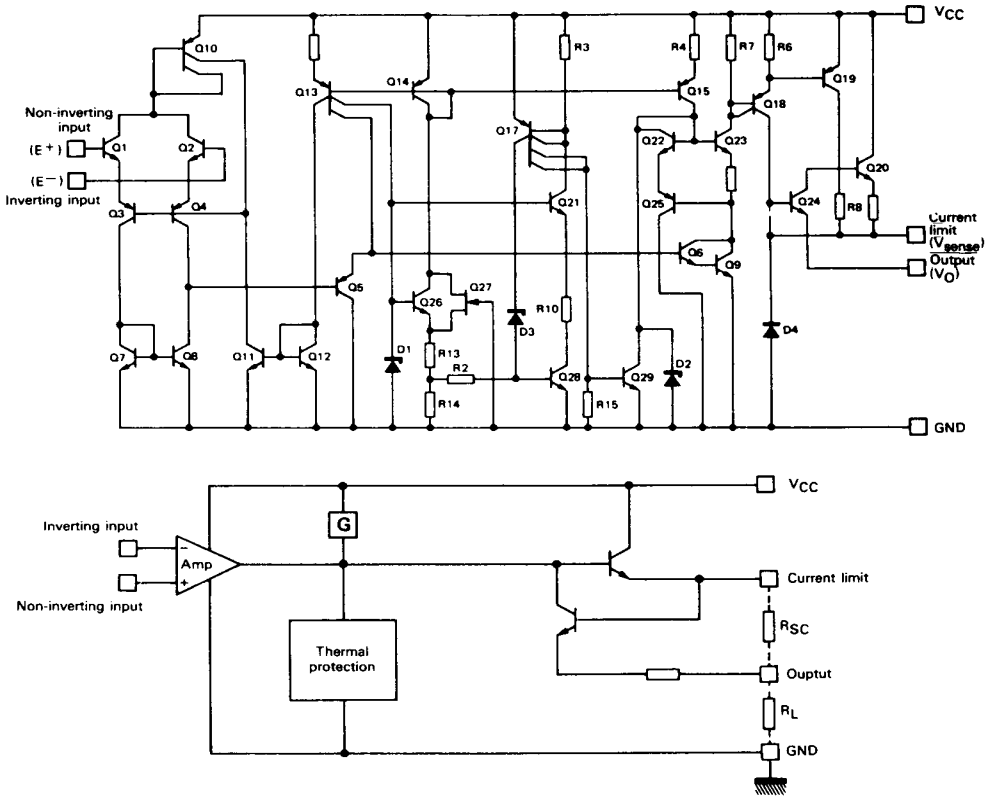 VCC
Q10
R3
R4
R7
R6
Q13
Q14
Q15
Q18
Q19
Non-inverting
input
(E+)
Q1
Q2
Q17
Q22
Q23
(E−)
Inverting input
Q20
Q3
Q4
Q21
Q25
Q24
R8
Current
limit
(Vsense)
Output
(VO)
Q6
Q9
Q5
Q26
Q27
R10
D3
D4
Q7
Q8
Q11
Q12
D1
R13
R2
R14
Q28
R15
Q29
D2
GND
VCC
Inverting input
G
−
Amp
+
Non-inverting input
Current limit
RSC
Thermal
protection
Ouptut
RL
GND